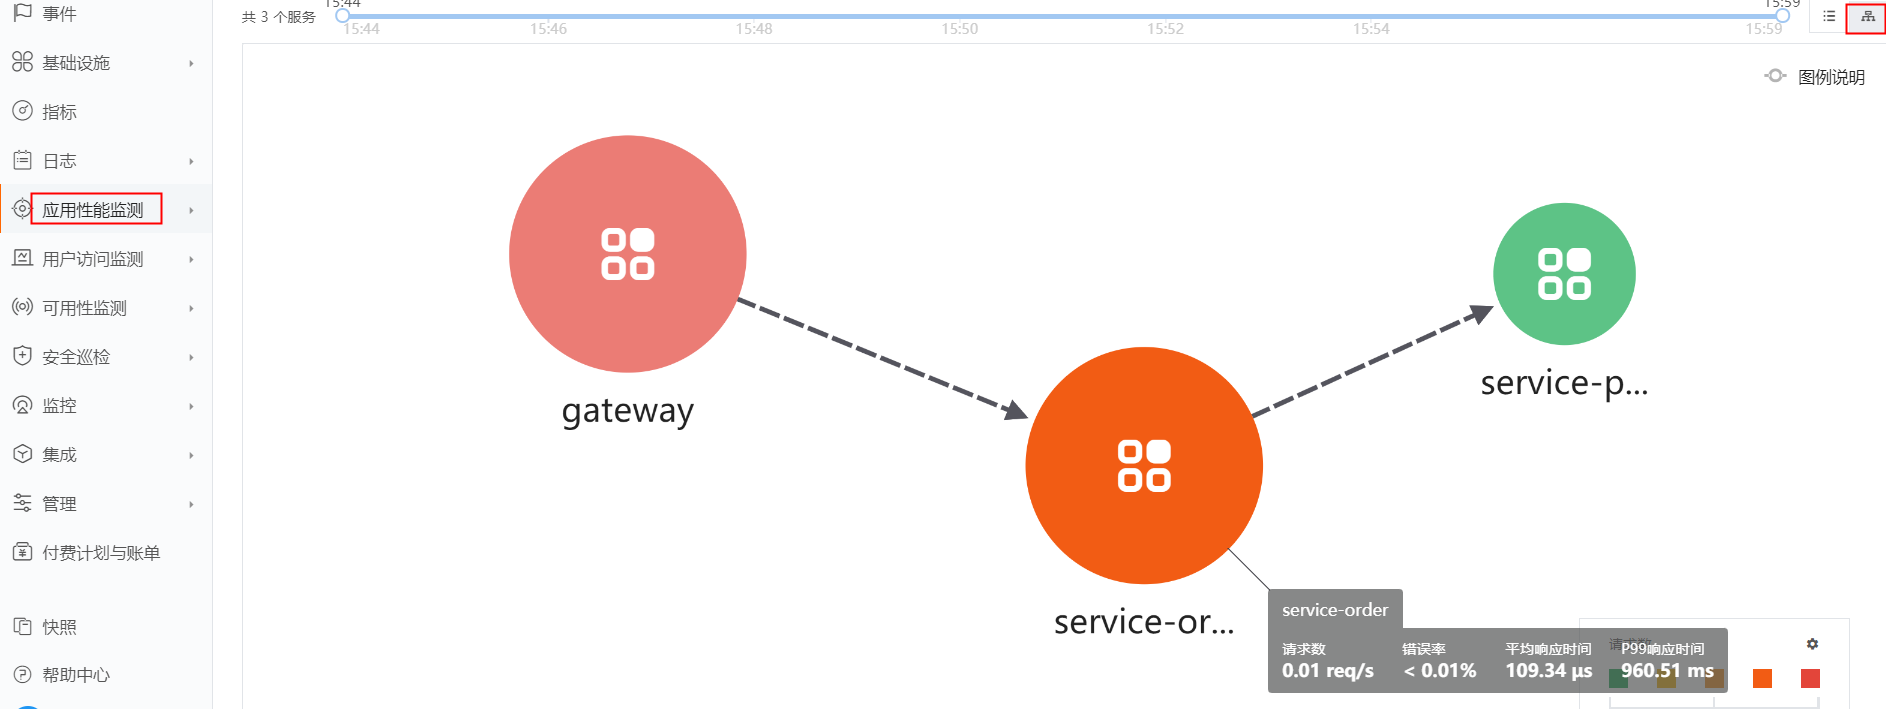 事件
基础设施
指标
日志
应用性能监测
用户访问监测
可用性监测
安全巡检
监控
集成
管理
付费计划与账单
快照
帮助中心
共 3 个服务
15:44
15:59
15:44
15:46
15:48
15:50
15:52
15:54
15:59
图例说明
gateway
service-p...
service-or...
service-order
请求数
错误率
平均响应时间
P99响应时间
0.01 req/s
< 0.01%
109.34 μs
960.51 ms
请求数